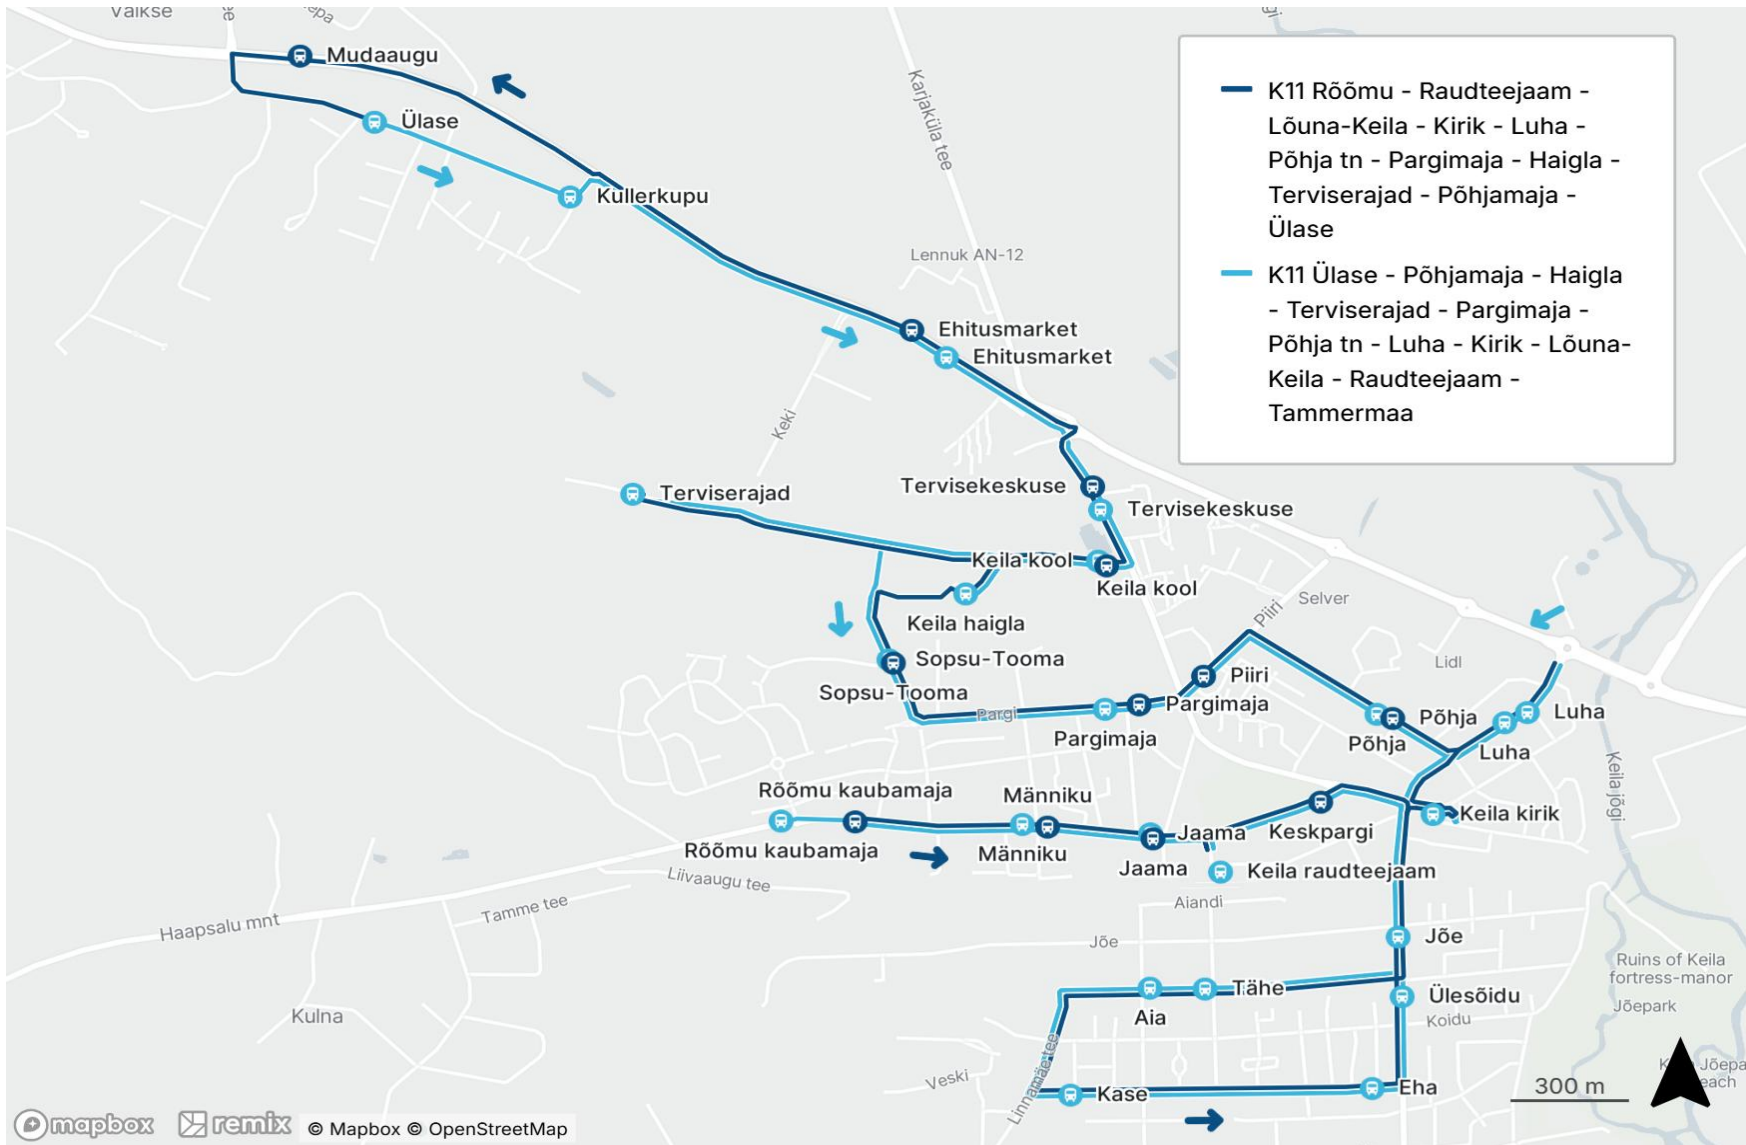 Väikse
Mudaaugu
Ülase
Kullerkupu
Karjaküla tee
Lennuk AN-12
K11 Rõõmu - Raudteejaam -
Lõuna-Keila - Kirik - Luha -
Põhja tn - Pargimaja - Haigla -
Terviserajad - Põhjamaja -
Ülase
K11 Ülase - Põhjamaja - Haigla
- Terviserajad - Pargimaja -
Põhja tn - Luha - Kirik - Lõuna-
Keila - Raudteejaam -
Tammermaa
Ehitusmarket
Ehitusmarket
Keki
Tervisekeskuse
Terviserajad
Tervisekeskuse
Keila kool
Keila kool
Keila haigla
Piiri
Selver
Sopsu-Tooma
Sopsu-Tooma
Piiri
Lidl
Pargi
Pargimaja
Pargimaja
Põhja
Põhja
Luha
Luha
Keila jõgi
Rõõmu kaubamaja
Männiku
Rõõmu kaubamaja
Männiku
Jaama
Jaama
Keskpargi
Keila kirik
Keila raudteejaam
Liivaaugu tee
Tamme tee
Haapsalu mnt
Aiandi
Jõe
Jõe
Ruins of Keila
fortress-manor
Jõepark
Tähe
Aia
Ülesõidu
Koidu
Kulna
Veski
Linnamäe tee
Kase
Eha
300 m
mapbox
remix
© Mapbox © OpenStreetMap